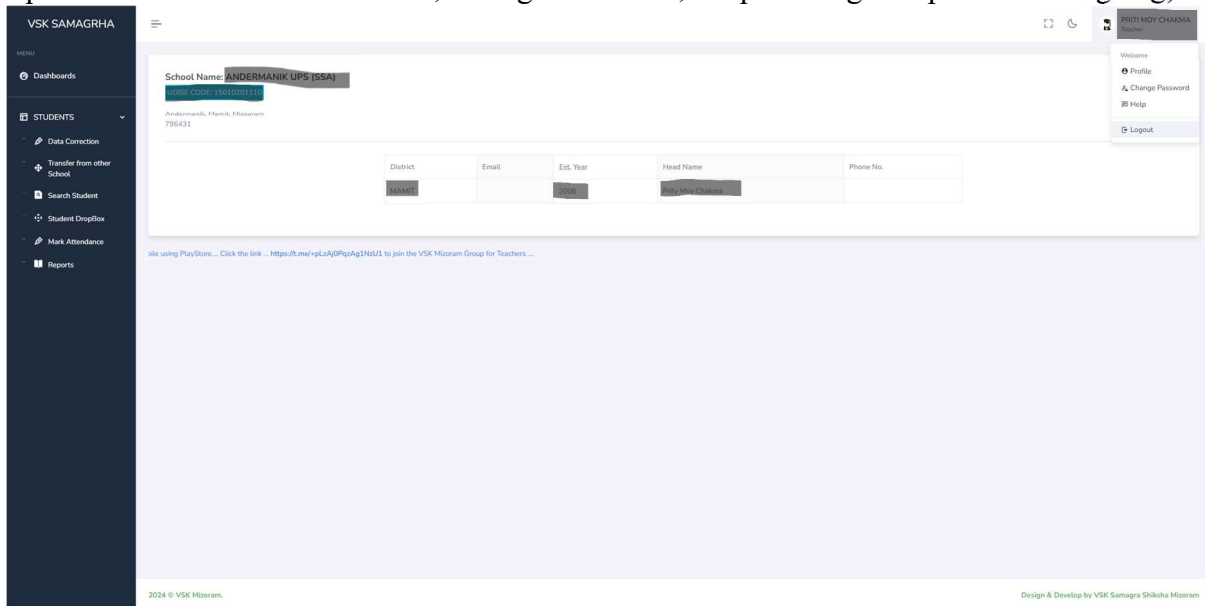 VSK SAMAGRHA
PRITI MOY CHAKMA
Teacher
MENU
Dashboards
STUDENTS
Data Correction
Transfer from other
School
Search Student
Student DropBox
Mark Attendance
Reports
Welcome
Profile
Change Password
Help
Logout
School Name: ANDERMANIK UPS (SSA)
UDISE CODE: 15010201110
Andermanik, Mamit, Mizoram
796431
District Email Est. Year Head Name Phone No.
MAMIT 2006 Prity Moy Chakma
using PlayStore.... Click the link ... https://t.me/+pLzAj0PqzAg1NzU1 to join the VSK Mizoram Group for Teachers ....
2024 © VSK Mizoram.
Design & Develop by VSK Samagra Shiksha Mizoram